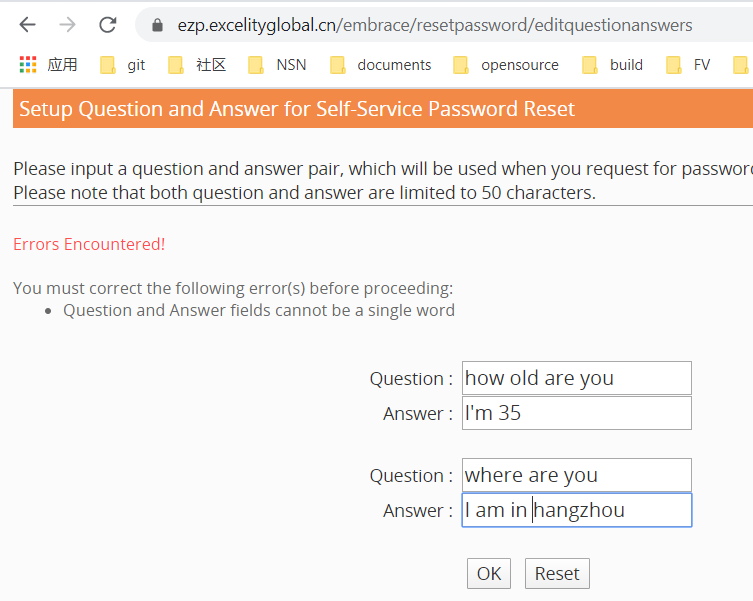 ezp.excelityglobal.cn/embrace/resetpassword/editquestionanswers
应用 git 社区 NSN documents opensource build FV
Setup Question and Answer for Self-Service Password Reset
Please input a question and answer pair, which will be used when you request for password
Please note that both question and answer are limited to 50 characters.
Errors Encountered!
You must correct the following error(s) before proceeding:
• Question and Answer fields cannot be a single word
Question : how old are you
Answer : I'm 35
Question : where are you
Answer : I am in hangzhou
OK Reset